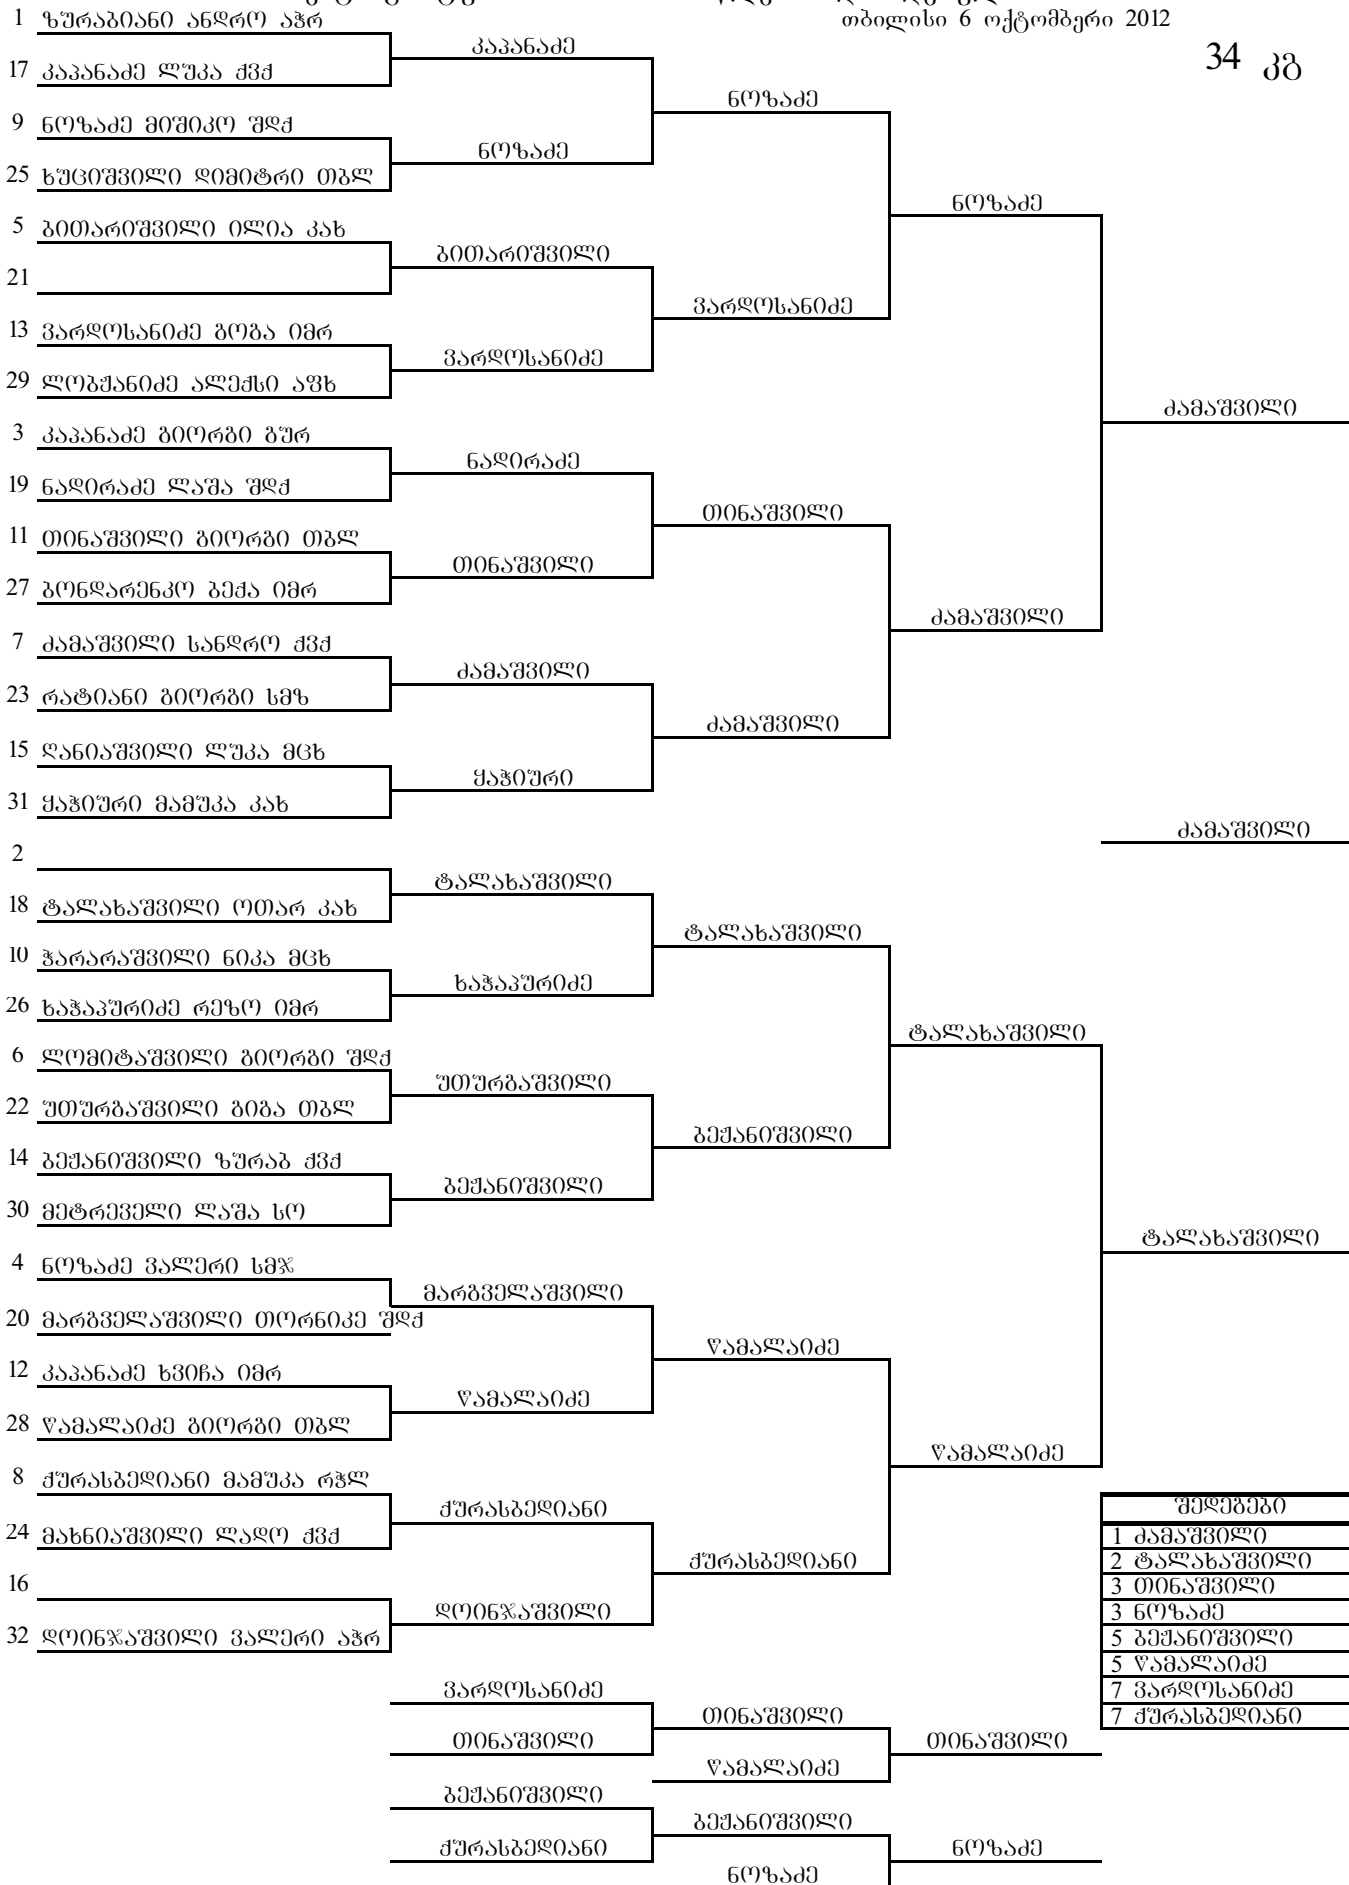 თბილისი 6 ოქტომბერი 2012
34 კგ
1 ზურაბიანი ანდრო აჭრ
კაპანაძე
17 კაპანაძე ლუკა ქვქ
ნოზაძე
9 ნოზაძე მიშიკო შდქ
ნოზაძე
25 ხუციშვილი დიმიტრი თბლ
ნოზაძე
5 ბითარიშვილი ილია კახ
ბითარიშვილი
21
ვარდოსანიძე
13 ვარდოსანიძე გოგა იმრ
ვარდოსანიძე
29 ლობჟანიძე ალექსი აფხ
ძამაშვილი
3 კაპანაძე გიორგი გურ
ნადირაძე
19 ნადირაძე ლაშა შდქ
თინაშვილი
11 თინაშვილი გიორგი თბლ
თინაშვილი
27 ბონდარენკო ბექა იმრ
ძამაშვილი
7 ძამაშვილი სანდრო ქვქ
ძამაშვილი
23 რატიანი გიორგი სმზ
ძამაშვილი
15 ღანიაშვილი ლუკა მცხ
ყაჭიური
31 ყაჭიური მამუკა კახ
ძამაშვილი
2
ტალახაშვილი
18 ტალახაშვილი ოთარ კახ
ტალახაშვილი
10 ჭარარაშვილი ნიკა მცხ
ხაჭაპურიძე
26 ხაჭაპურიძე რეზო იმრ
ტალახაშვილი
6 ლომიტაშვილი გიორგი შდქ
უთურგაშვილი
22 უთურგაშვილი გიგა თბლ
ბეჟანიშვილი
14 ბეჟანიშვილი ზურაბ ქვქ
ბეჟანიშვილი
30 მეტრეველი ლაშა სო
ტალახაშვილი
4 ნოზაძე ვალერი სმჯ
მარგველაშვილი
20 მარგველაშვილი თორნიკე შდქ
წამალაიძე
12 კაპანაძე ხვიჩა იმრ
წამალაიძე
28 წამალაიძე გიორგი თბლ
წამალაიძე
8 ქურასბედიანი მამუკა რჭლ
ქურასბედიანი
24 მახნიაშვილი ლადო ქვქ
ქურასბედიანი
16
დოინჯაშვილი
32 დოინჯაშვილი ვალერი აჭრ
შედეგები
1 ძამაშვილი
2 ტალახაშვილი
3 თინაშვილი
3 ნოზაძე
5 ბეჟანიშვილი
5 წამალაიძე
7 ვარდოსანიძე
7 ქურასბედიანი
ვარდოსანიძე
თინაშვილი
თინაშვილი
თინაშვილი
წამალაიძე
ბეჟანიშვილი
ბეჟანიშვილი
ქურასბედიანი
ნოზაძე
ნოზაძე